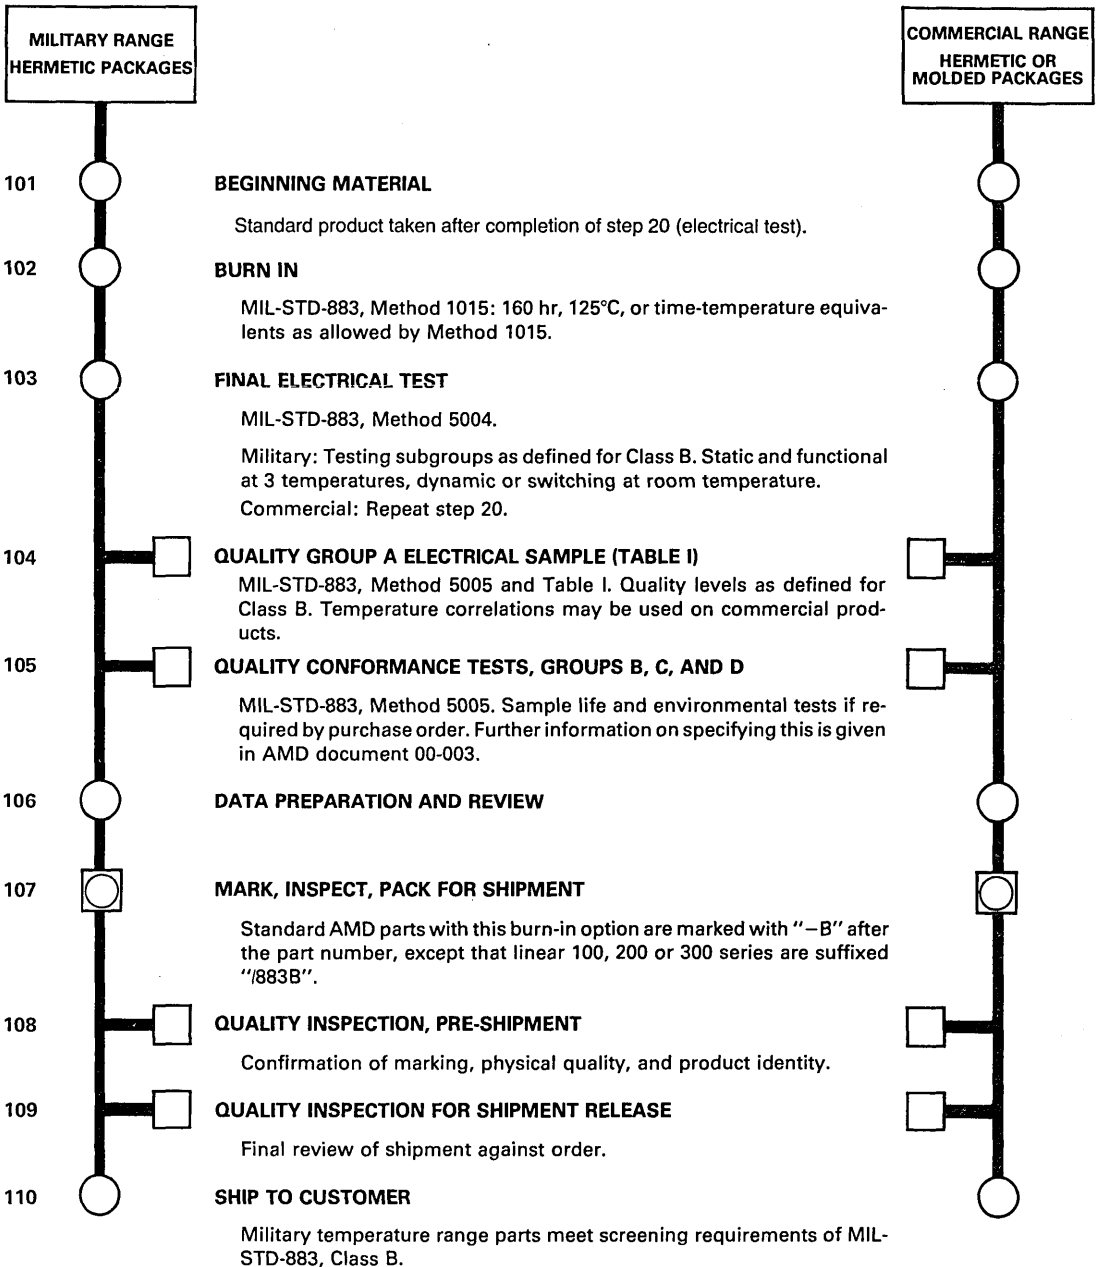 MILITARY RANGE
HERMETIC PACKAGES
COMMERCIAL RANGE
HERMETIC OR
MOLDED PACKAGES
101 BEGINNING MATERIAL
Standard product taken after completion of step 20 (electrical test).
102 BURN IN
MIL-STD-883, Method 1015: 160 hr, 125°C, or time-temperature equiva-
lents as allowed by Method 1015.
103 FINAL ELECTRICAL TEST
MIL-STD-883, Method 5004.
Military: Testing subgroups as defined for Class B. Static and functional
at 3 temperatures, dynamic or switching at room temperature.
Commercial: Repeat step 20.
104 QUALITY GROUP A ELECTRICAL SAMPLE (TABLE I)
MIL-STD-883, Method 5005 and Table I. Quality levels as defined for
Class B. Temperature correlations may be used on commercial prod-
ucts.
105 QUALITY CONFORMANCE TESTS, GROUPS B, C, AND D
MIL-STD-883, Method 5005. Sample life and environmental tests if re-
quired by purchase order. Further information on specifying this is given
in AMD document 00-003.
106 DATA PREPARATION AND REVIEW
107 MARK, INSPECT, PACK FOR SHIPMENT
Standard AMD parts with this burn-in option are marked with "–B" after
the part number, except that linear 100, 200 or 300 series are suffixed
"/883B".
108 QUALITY INSPECTION, PRE-SHIPMENT
Confirmation of marking, physical quality, and product identity.
109 QUALITY INSPECTION FOR SHIPMENT RELEASE
Final review of shipment against order.
110 SHIP TO CUSTOMER
Military temperature range parts meet screening requirements of MIL-
STD-883, Class B.